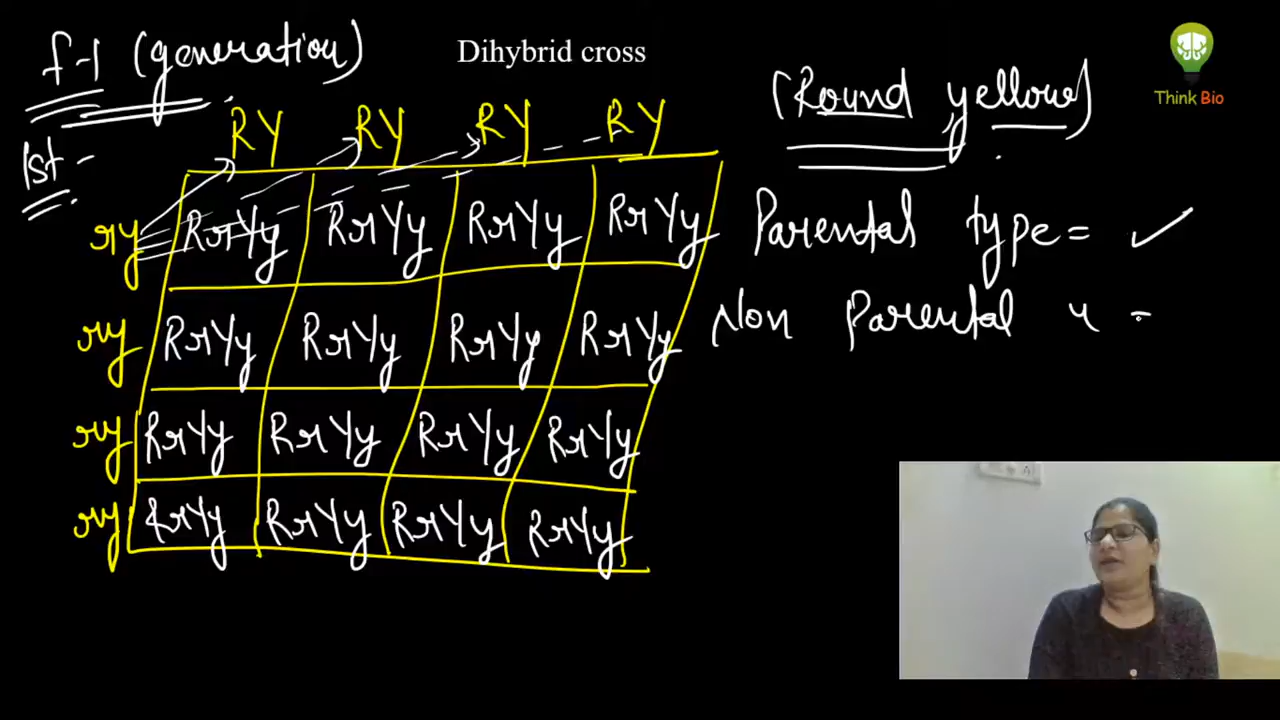 f-1 (generation)
Dihybrid cross
Think Bio
(Round yellow)
1st -
RY RY RY RY
ry RrYy RrYy RrYy RrYy
ry RrYy RrYy RrYy RrYy
ry RrYy RrYy RrYy RrYy
ry RrYy RrYy RrYy RrYy
Parental type = ✓
Non Parental " =